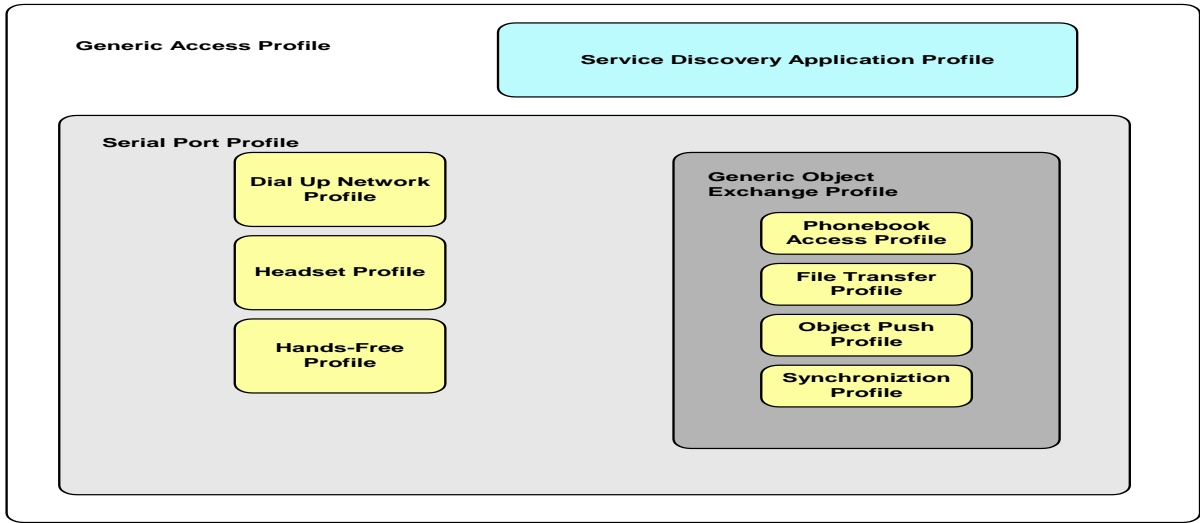 Generic Access Profile
Service Discovery Application Profile
Serial Port Profile
Dial Up Network
Profile
Headset Profile
Hands-Free
Profile
Generic Object
Exchange Profile
Phonebook
Access Profile
File Transfer
Profile
Object Push
Profile
Synchroniztion
Profile